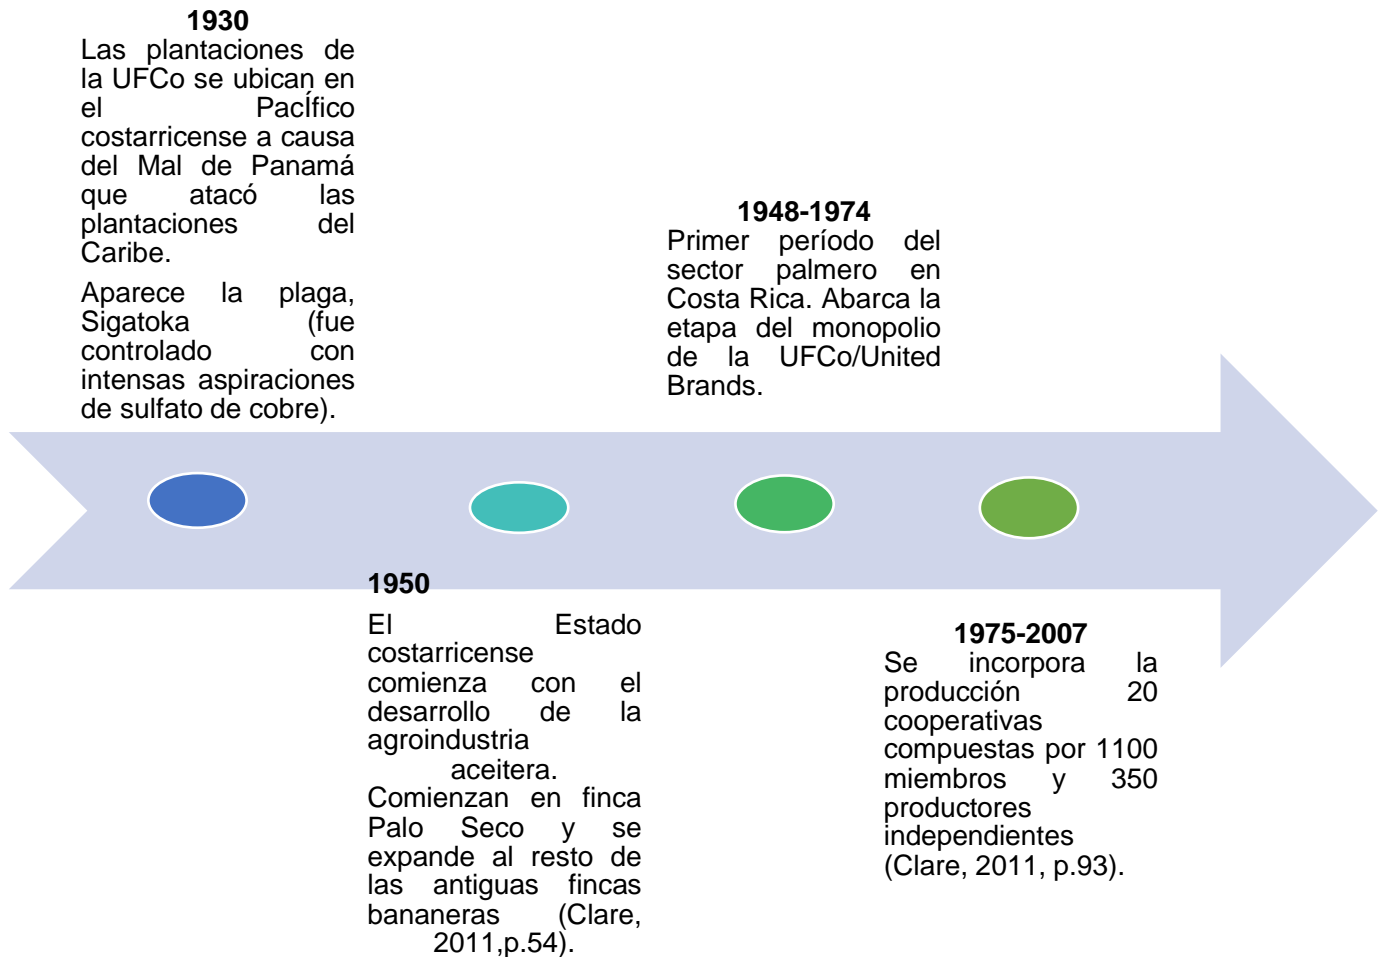 1930
Las plantaciones de
la UFCo se ubican en
el PacÍfico
costarricense a causa
del Mal de Panamá
que atacó las
plantaciones del
Caribe.
Aparece la plaga,
Sigatoka (fue
controlado con
intensas aspiraciones
de sulfato de cobre).
1950
El Estado
costarricense
comienza con el
desarrollo de la
agroindustria
aceitera.
Comienzan en finca
Palo Seco y se
expande al resto de
las antiguas fincas
bananeras (Clare,
2011,p.54).
1948-1974
Primer período del
sector palmero en
Costa Rica. Abarca la
etapa del monopolio
de la UFCo/United
Brands.
1975-2007
Se incorpora la
producción 20
cooperativas
compuestas por 1100
miembros y 350
productores
independientes
(Clare, 2011, p.93).